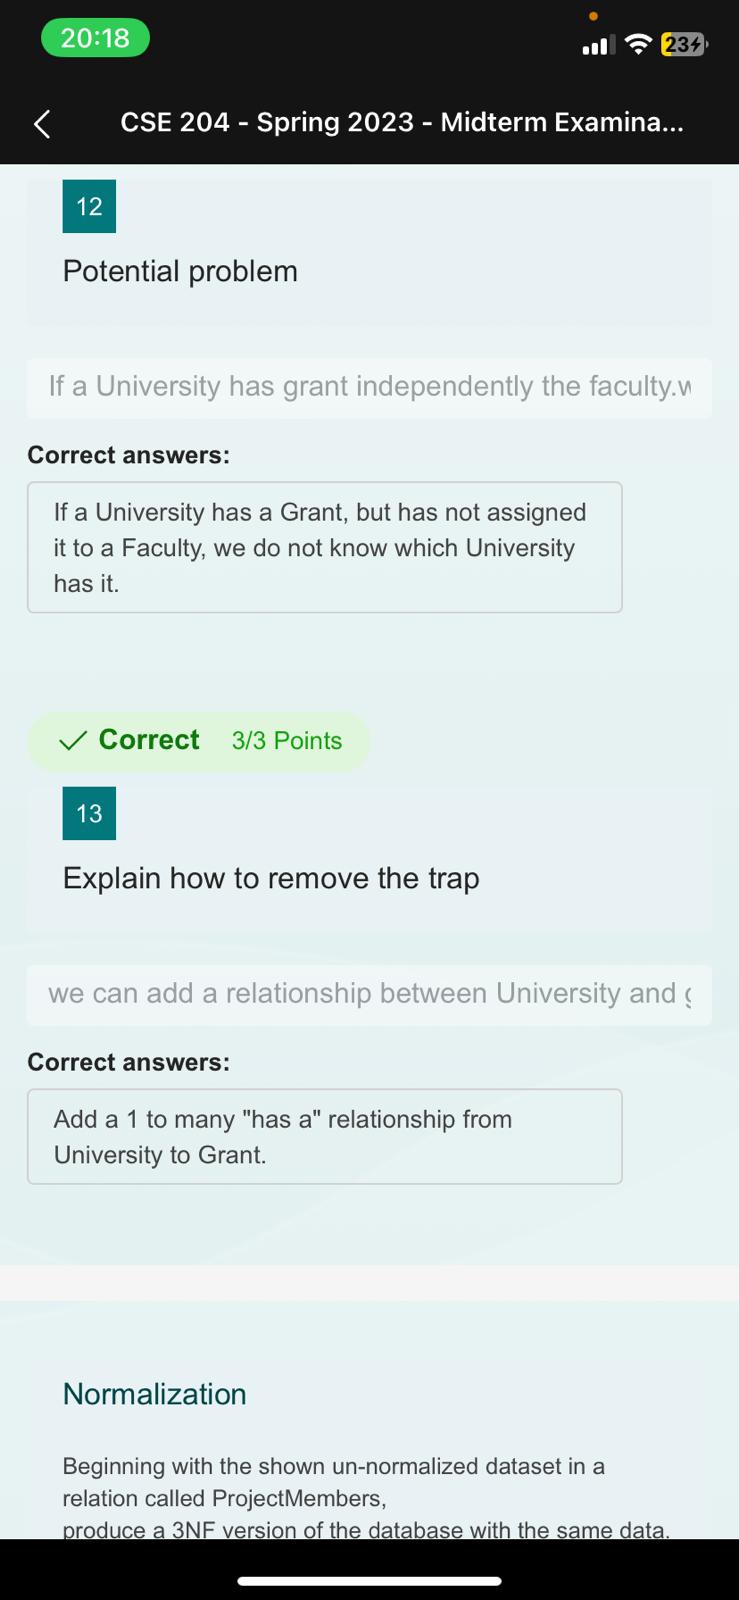 20:18
23
CSE 204 - Spring 2023 - Midterm Examina...
12
Potential problem
If a University has grant independently the faculty.
Correct answers:
If a University has a Grant, but has not assigned
it to a Faculty, we do not know which University
has it.
Correct 3/3 Points
13
Explain how to remove the trap
we can add a relationship between University and
Correct answers:
Add a 1 to many "has a" relationship from
University to Grant.
Normalization
Beginning with the shown un-normalized dataset in a
relation called ProjectMembers,
produce a 3NF version of the database with the same data.